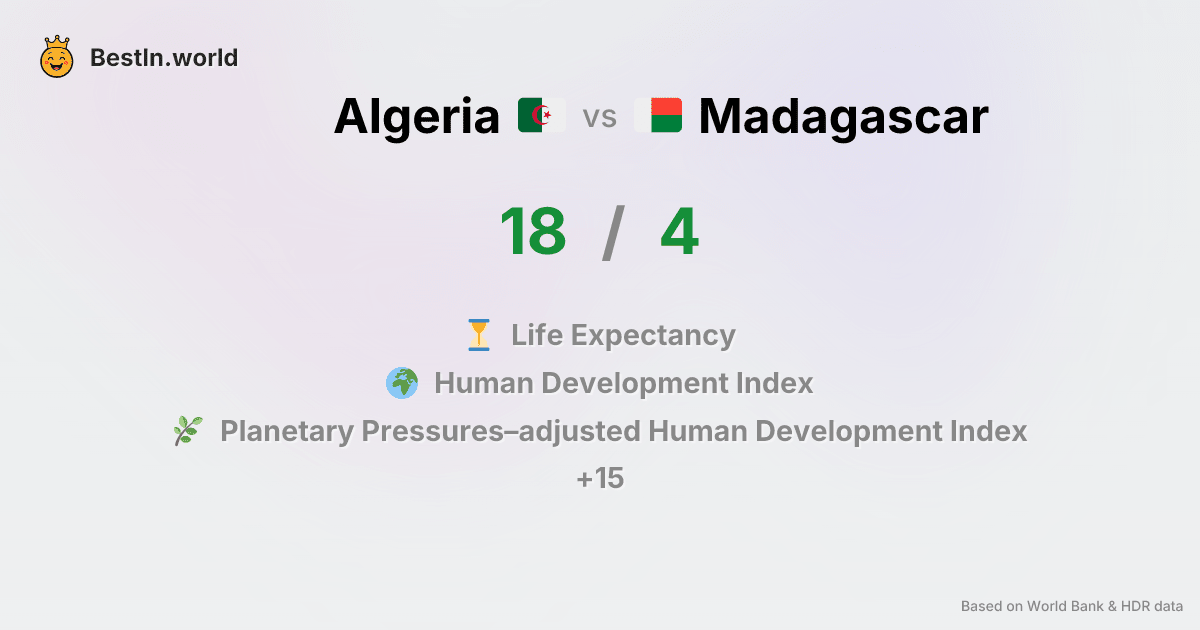 BestIn.world
Algeria vs Madagascar
18 / 4
Life Expectancy
Human Development Index
Planetary Pressures–adjusted Human Development Index
+15
Based on World Bank & HDR data